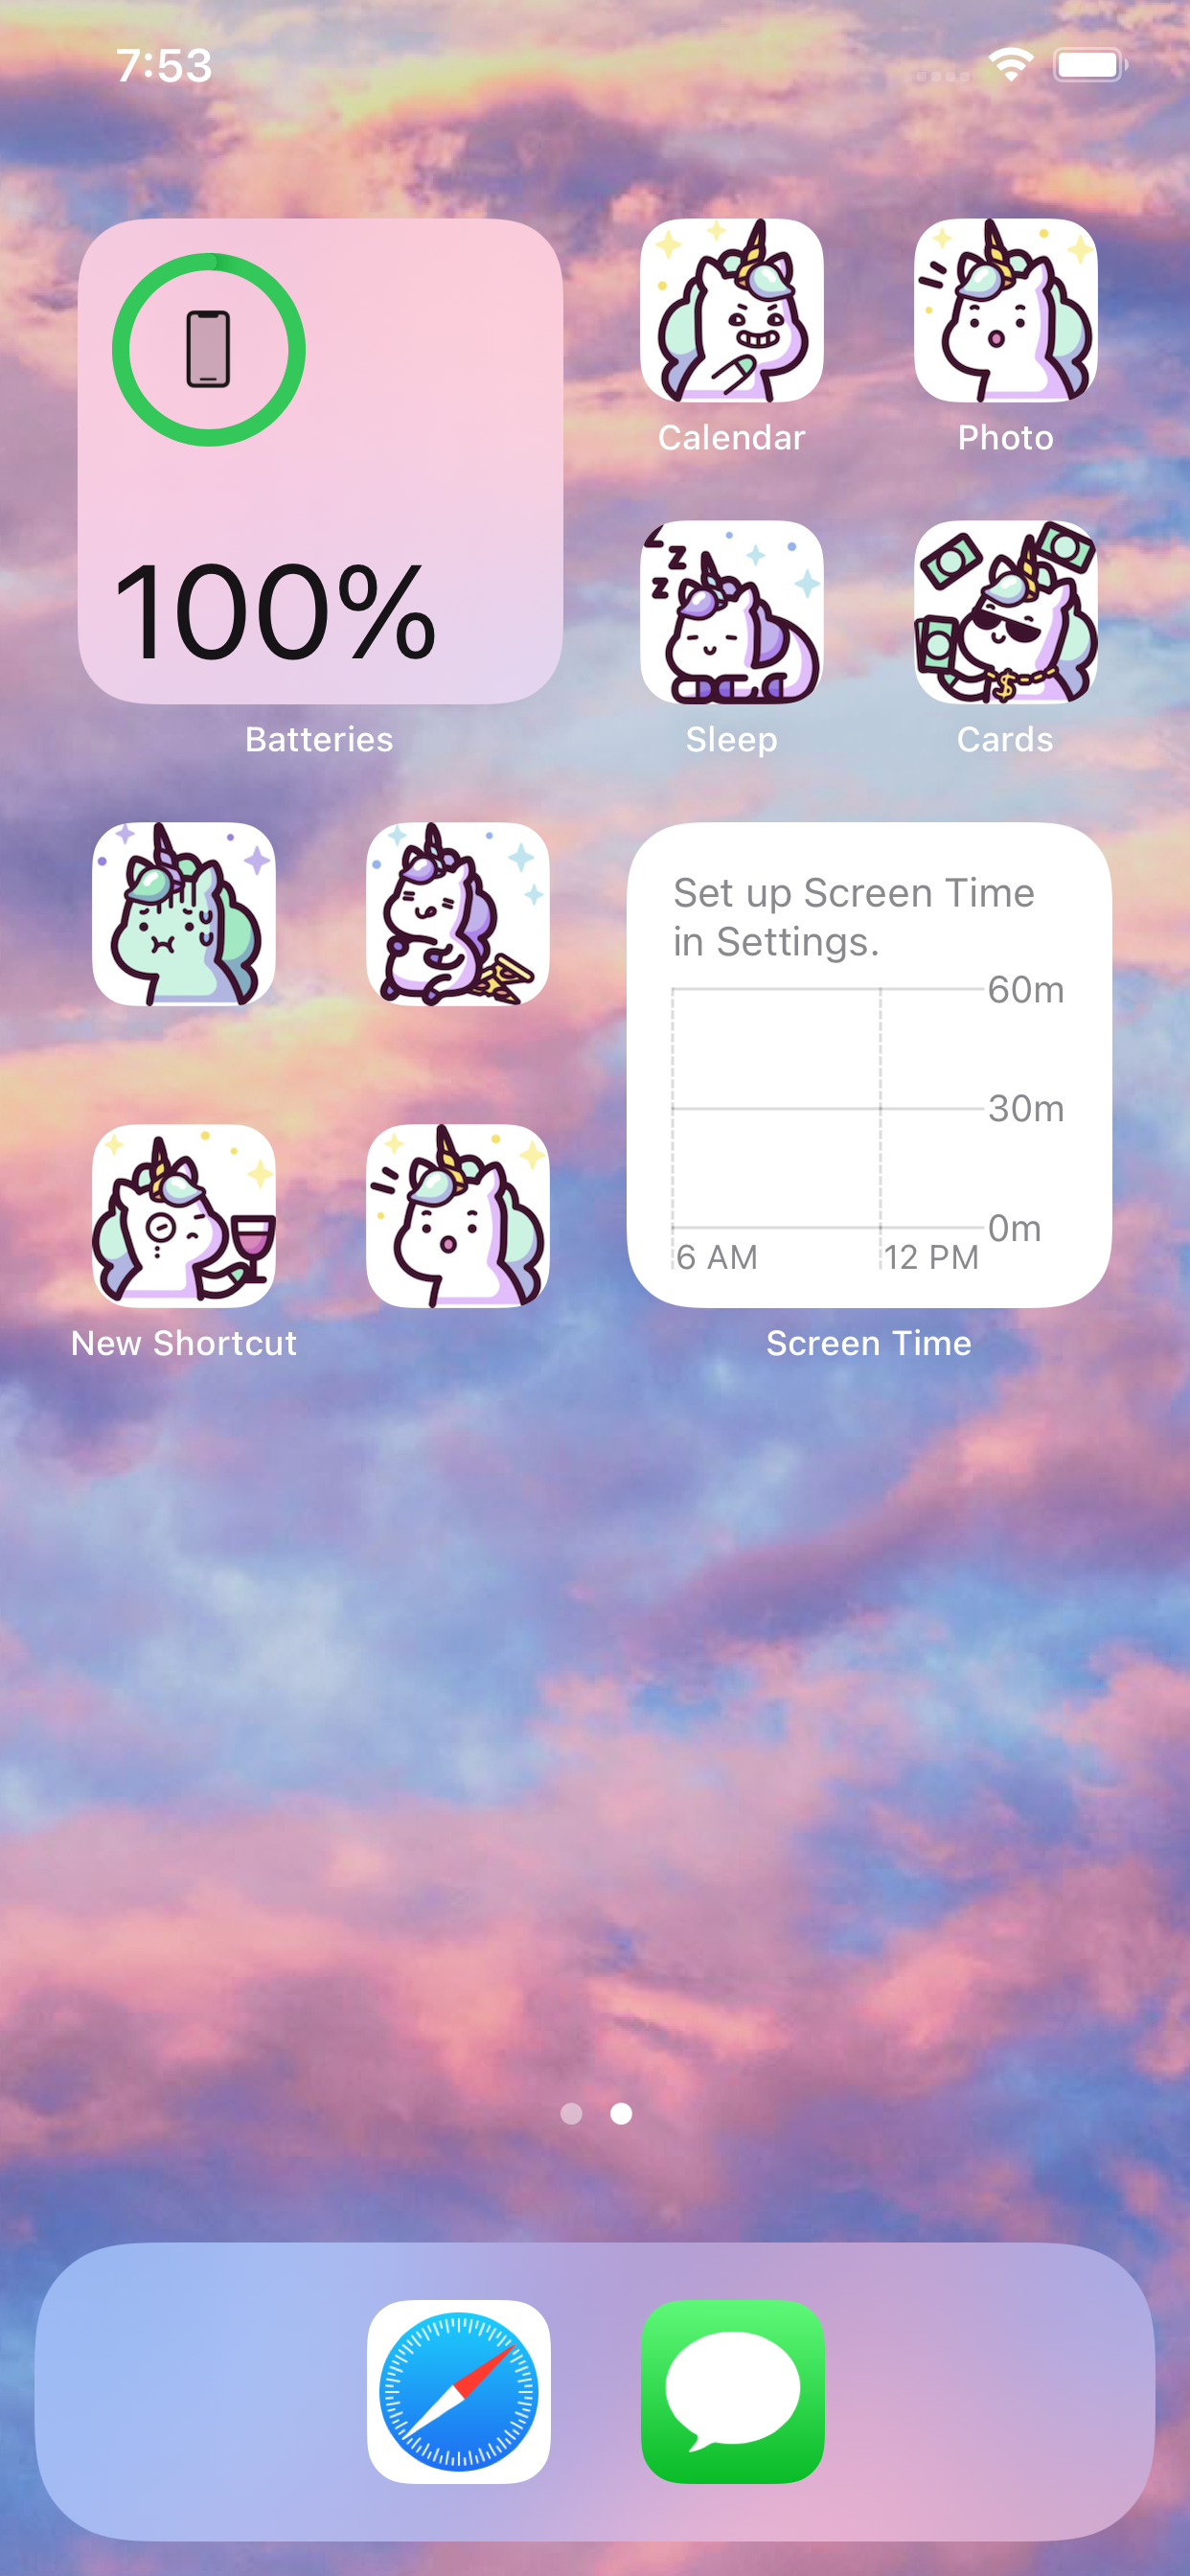 7:53
100%
Batteries
Calendar
Photo
z
z
z
Sleep
$
Cards
Set up Screen Time
in Settings.
60m
30m
0m
6 AM
12 PM
New Shortcut
Screen Time